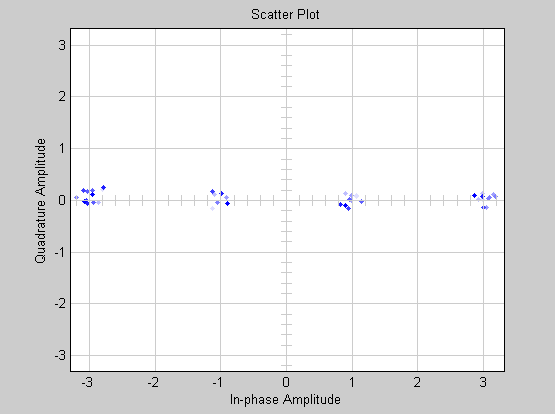 Scatter Plot
Quadrature Amplitude
3
2
1
0
-1
-2
-3
-3 -2 -1 0 1 2 3
In-phase Amplitude